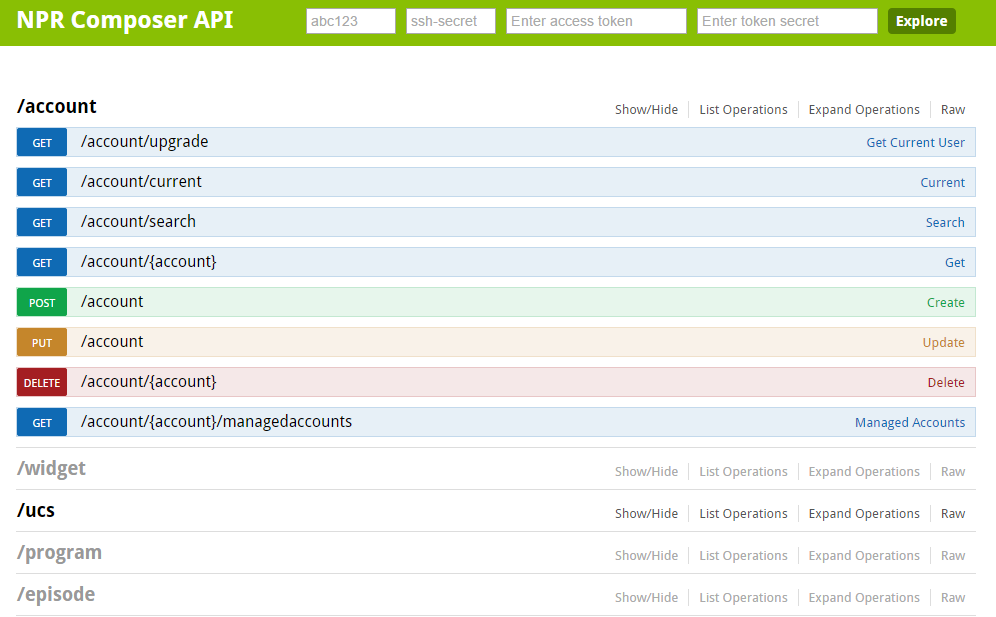 NPR Composer API abc123 ssh-secret Enter access token Enter token secret Explore
/account Show/Hide List Operations Expand Operations Raw
GET /account/upgrade Get Current User
GET /account/current Current
GET /account/search Search
GET /account/{account} Get
POST /account Create
PUT /account Update
DELETE /account/{account} Delete
GET /account/{account}/managedaccounts Managed Accounts
/widget Show/Hide List Operations Expand Operations Raw
/ucs Show/Hide List Operations Expand Operations Raw
/program Show/Hide List Operations Expand Operations Raw
/episode Show/Hide List Operations Expand Operations Raw